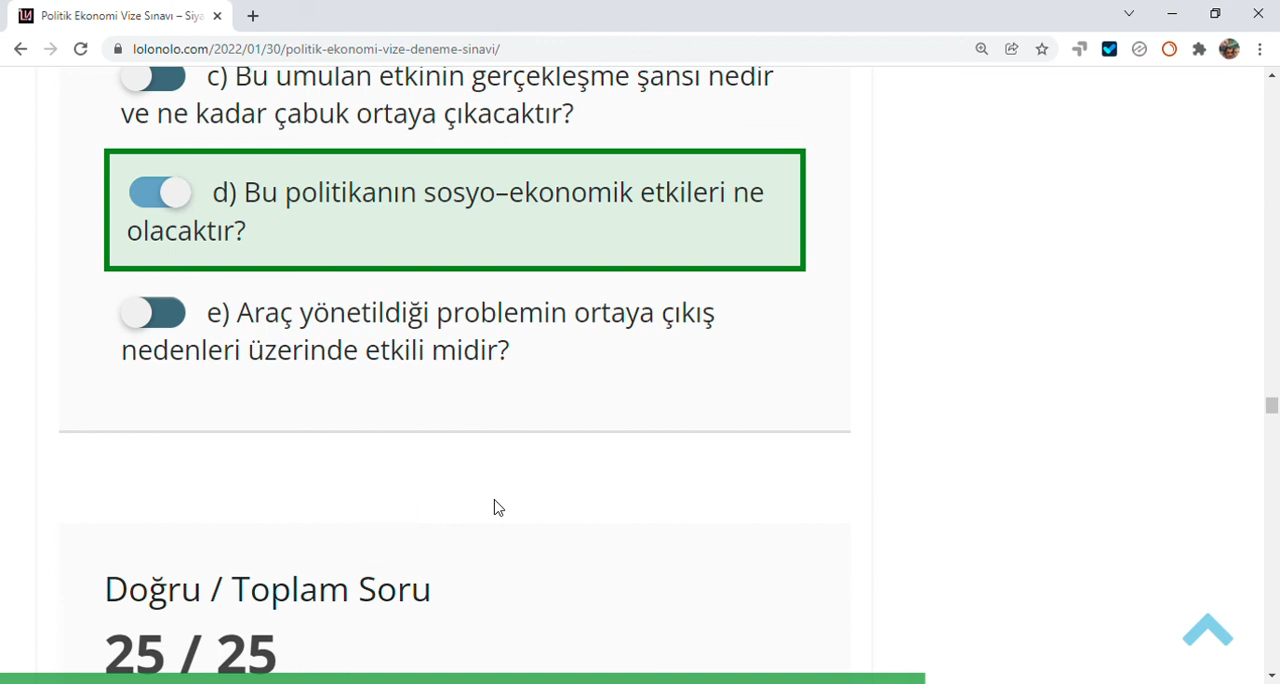 Politik Ekonomi Vize Sınavı – Siya
lolonolo.com/2022/01/30/politik-ekonomi-vize-deneme-sinavi/
c) Bu umulan etkinin gerçekleşme şansı nedir
ve ne kadar çabuk ortaya çıkacaktır?
d) Bu politikanın sosyo–ekonomik etkileri ne
olacaktır?
e) Araç yönetildiği problemin ortaya çıkış
nedenleri üzerinde etkili midir?
Doğru / Toplam Soru
25 / 25